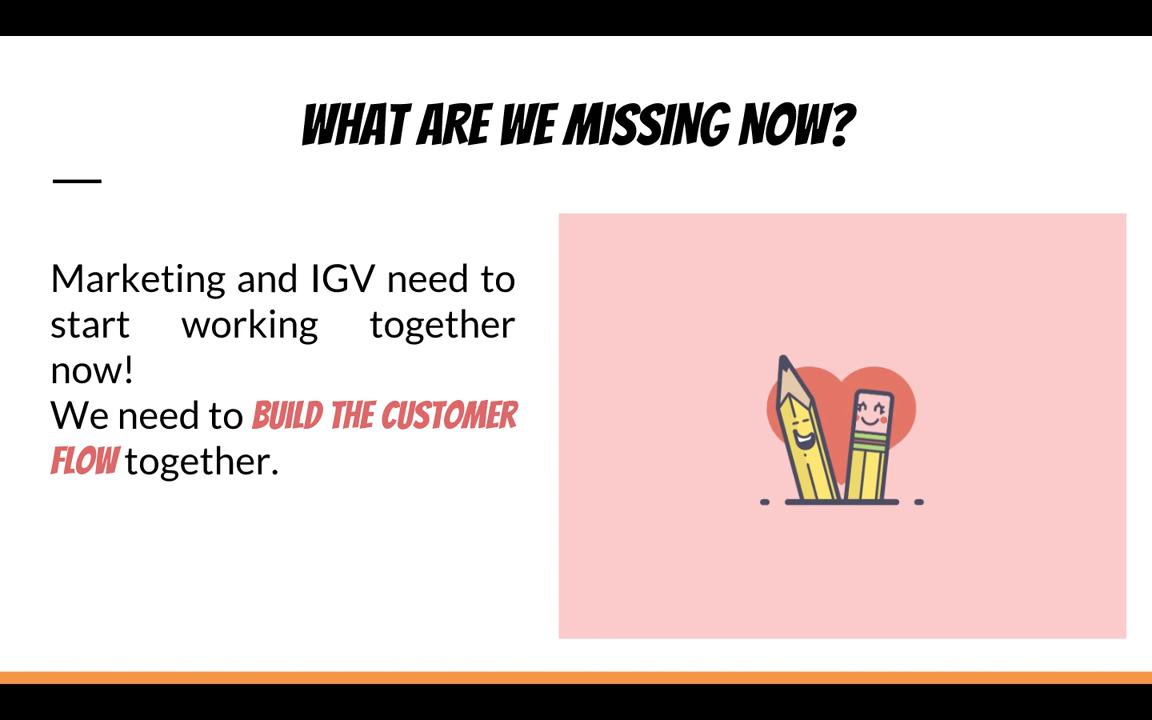 WHAT ARE WE MISSING NOW?
Marketing and IGV need to
start working together
now!
We need to BUILD THE CUSTOMER
FLOW together.